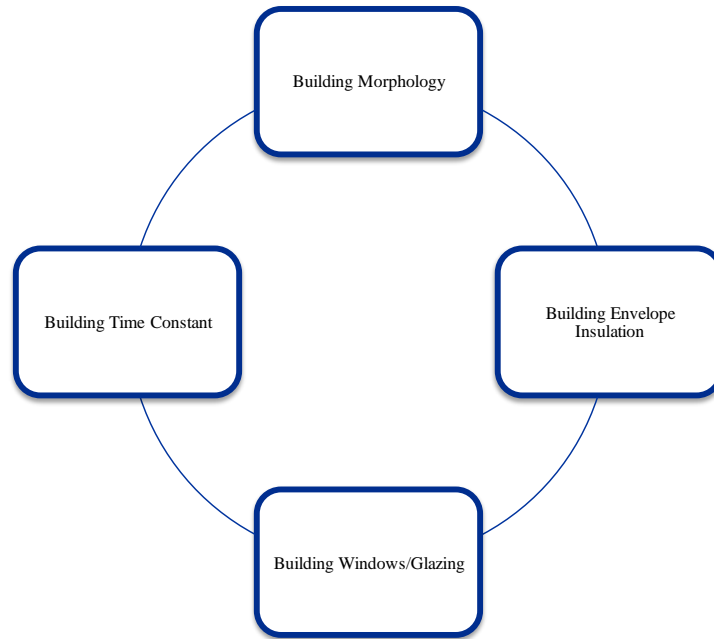 Building Morphology
Building Time Constant
Building Envelope
Insulation
Building Windows/Glazing